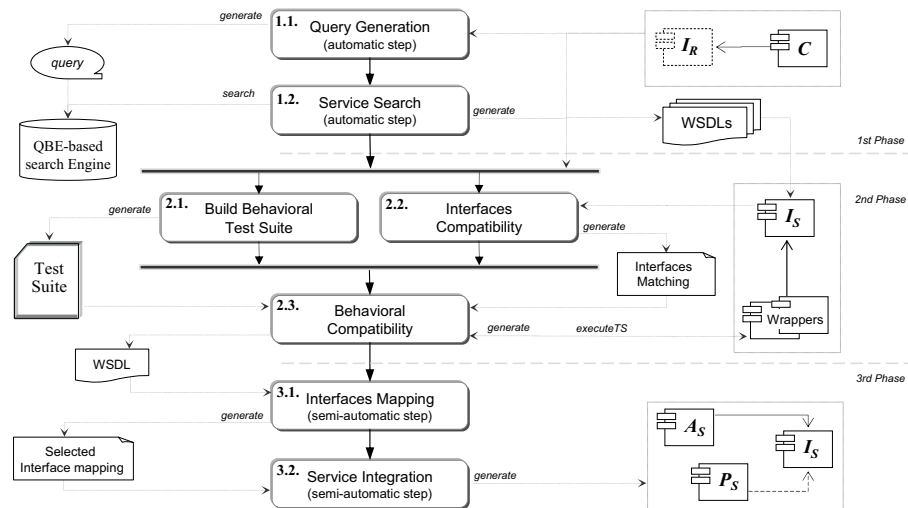 generate
1.1.
Query Generation
(automatic step)
I_R
C
query
search
1.2.
Service Search
(automatic step)
generate
WSDLs
QBE-based
search Engine
1st Phase
generate
2.1.
Build Behavioral
Test Suite
2.2.
Interfaces
Compatibility
generate
2nd Phase
I_S
Test
Suite
Interfaces
Matching
2.3.
Behavioral
Compatibility
generate
executeTS
Wrappers
WSDL
3rd Phase
3.1.
Interfaces Mapping
(semi-automatic step)
generate
A_S
I_S
Selected
Interface mapping
3.2.
Service Integration
(semi-automatic step)
generate
P_S